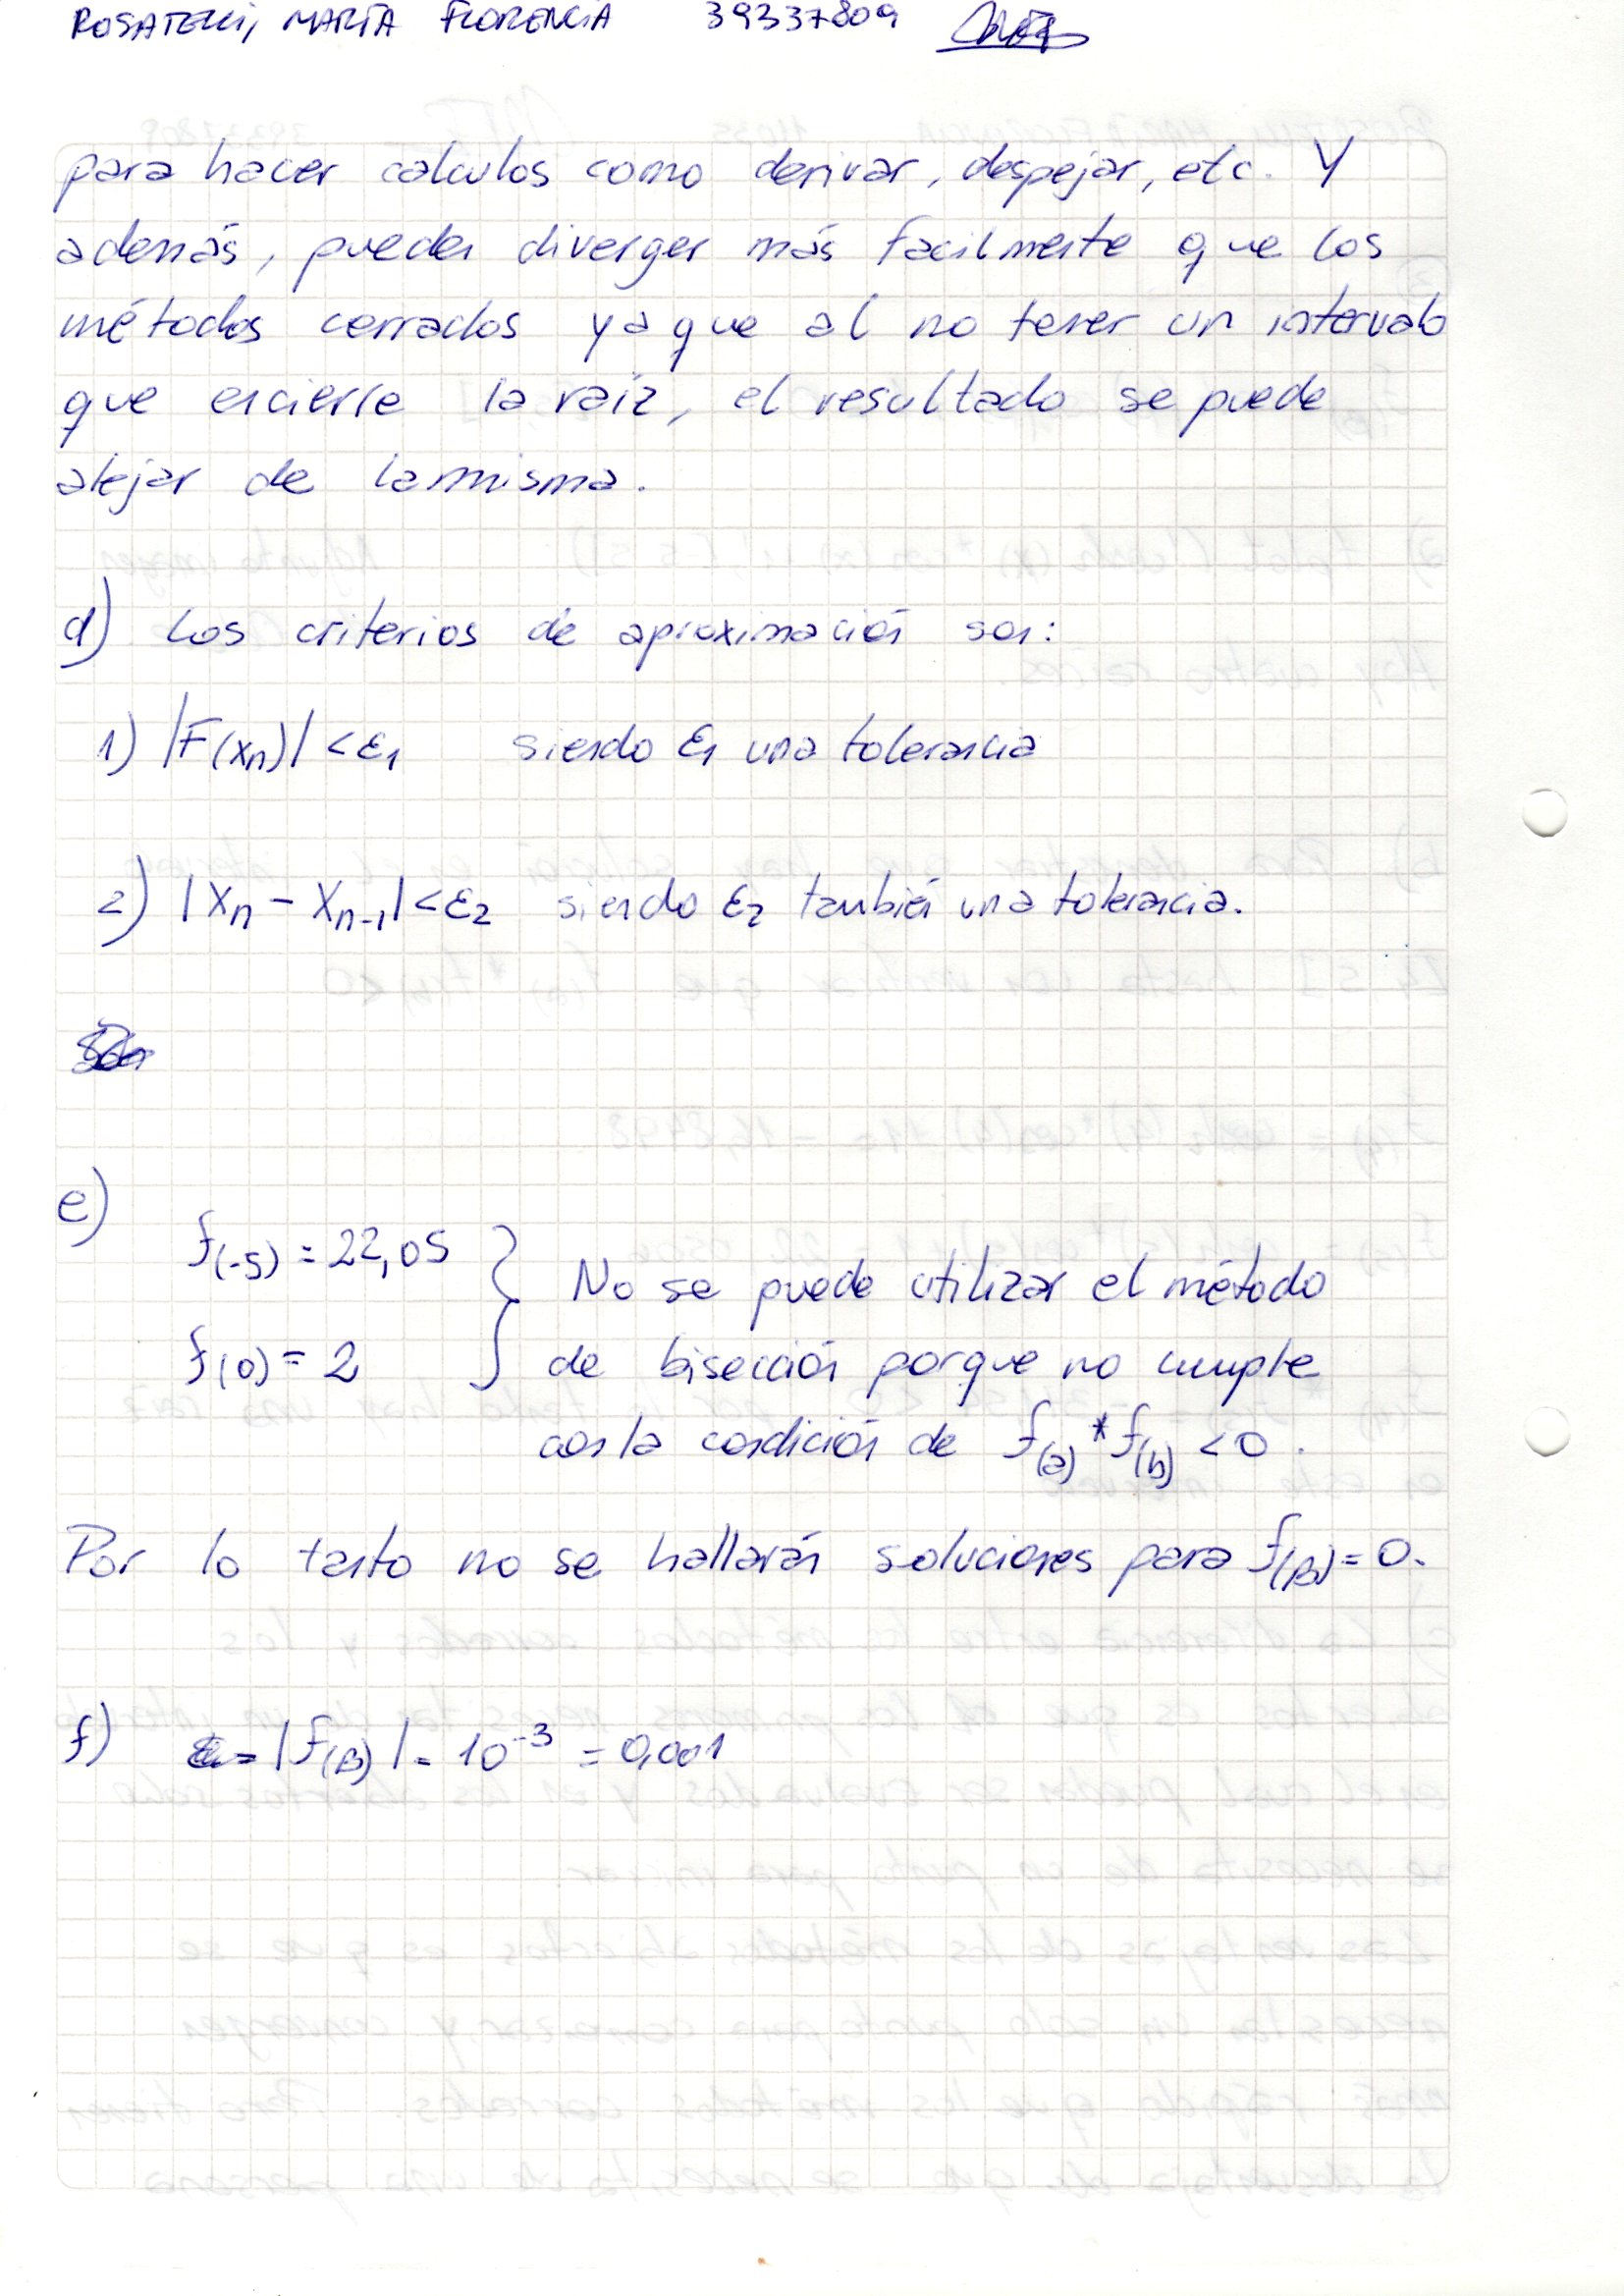 ROSATELLI, MARÍA FLORENCIA 39337809
para hacer calculos como derivar, despejar, etc. Y
además, pueden diverger más facilmente que los
métodos cerrados ya que al no tener un intervalo
que encierre la raíz, el resultado se puede
alejar de la misma.
d) Los criterios de aproximación son:
1) |F(xn)| < ε1 siendo ε1 una tolerancia
2) |Xn - Xn-1| < ε2 siendo ε2 también una tolerancia.
e)
f(-5) = 22,05
f(0) = 2
No se puede utilizar el método
de bisección porque no cumple
con la condición de f(a) * f(b) < 0.
Por lo tanto no se hallarán soluciones para f(β) = 0.
f) |f(β)| = 10^-3 = 0,001